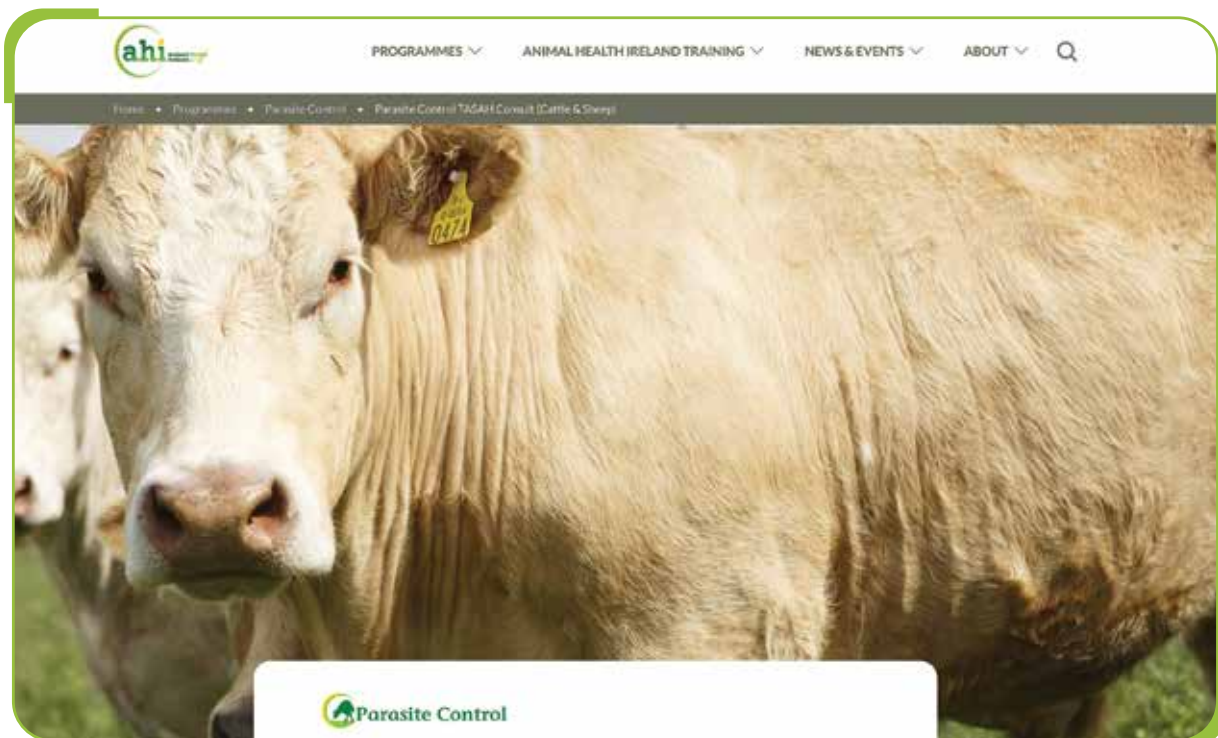 ahi
PROGRAMMES ANIMAL HEALTH IRELAND TRAINING NEWS & EVENTS ABOUT
Home • Programmes • Parasite Control • Parasite Control TASAH Consult (Cattle & Sheep)
0474
Parasite Control